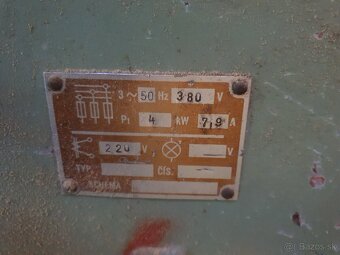 3 ~ 50 Hz 380 V
P1 4 kW 7,9 A
220 V, V
TYP Čís.
SCHEMA
© Bazos.sk